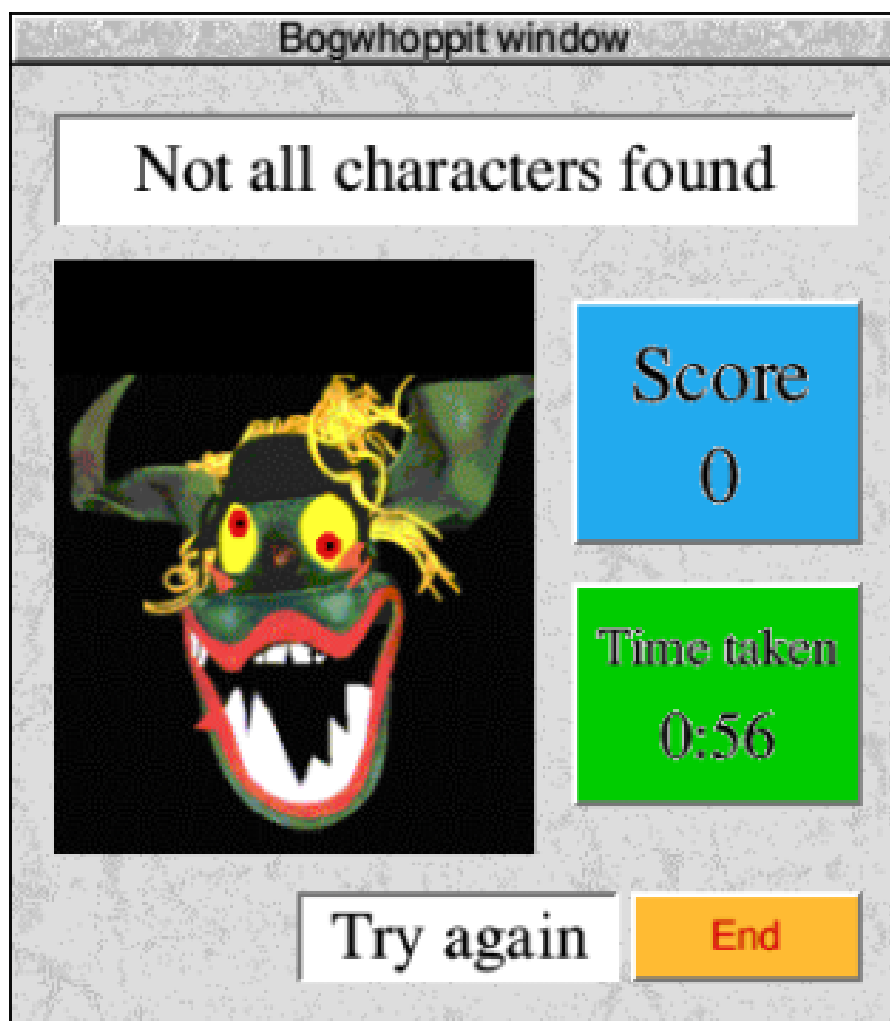 Bogwhoppit window
Not all characters found
Score
0
Time taken
0:56
Try again
End